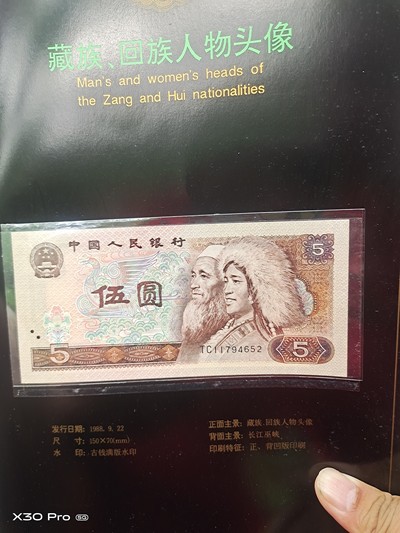 藏族、回族人物头像
Man's and women's heads of
the Zang and Hui nationalities
中国人民银行
5
伍圆
TC11794652
5
5
发行日期: 1988. 9. 22
尺 寸: 150×70(mm)
水 印: 古钱满版水印
正面主景: 藏族、回族人物头像
背面主景: 长江巫峡
印刷特征: 正、背凹版印刷
X30 Pro 5G